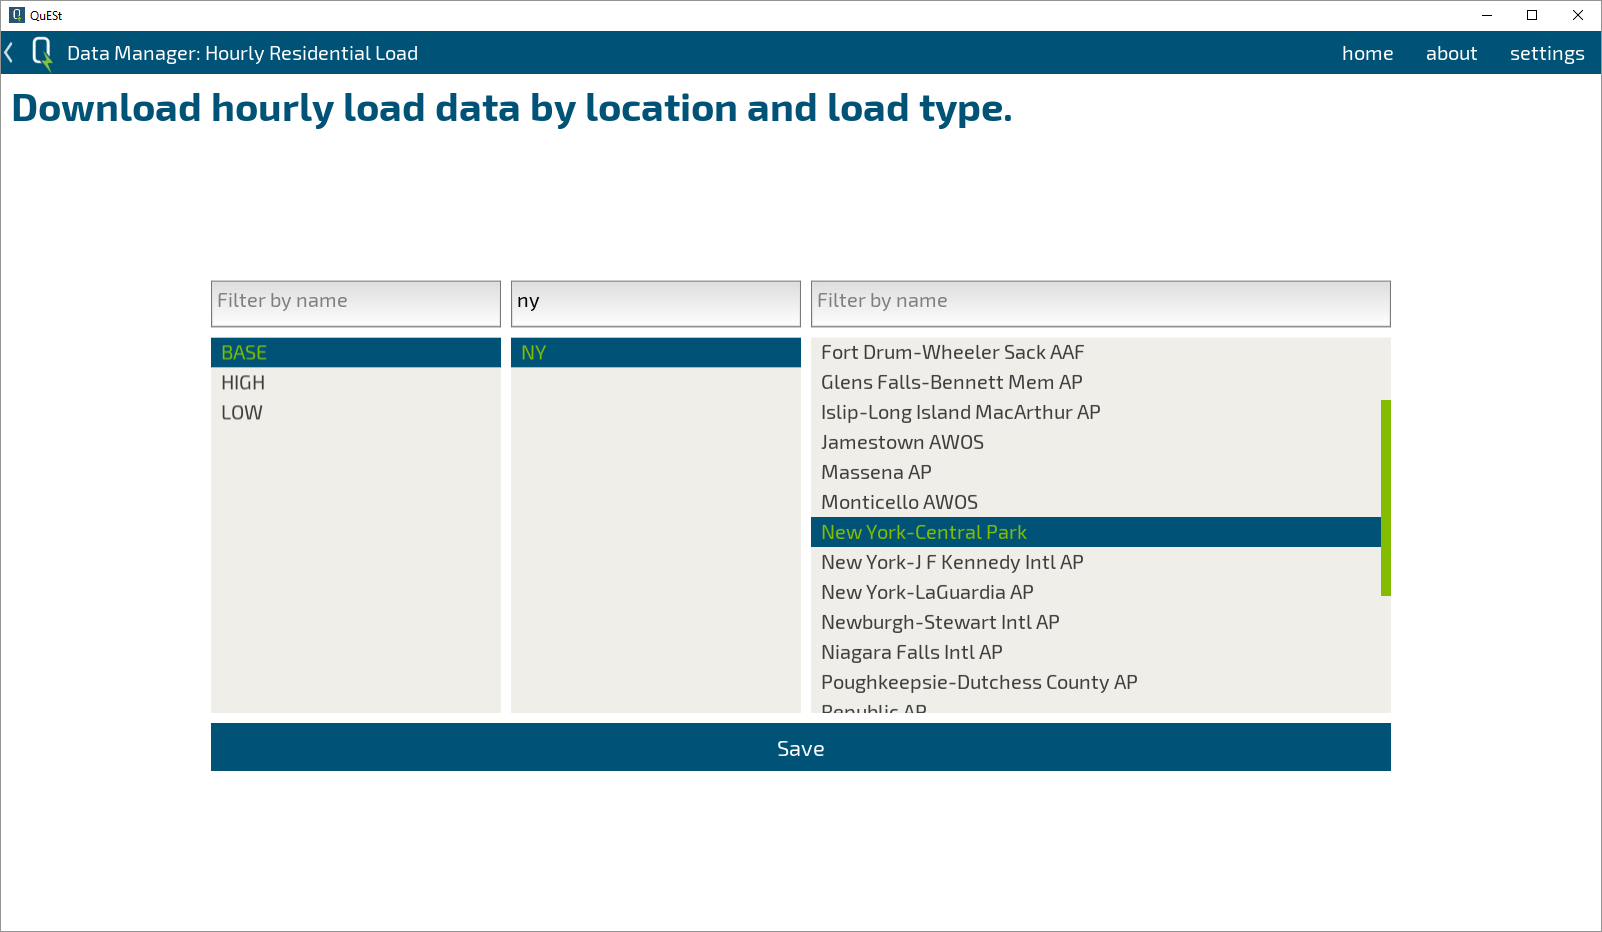 QuESt
Data Manager: Hourly Residential Load
home about settings
Download hourly load data by location and load type.
Filter by name
ny
Filter by name
BASE
HIGH
LOW
NY
Fort Drum-Wheeler Sack AAF
Glens Falls-Bennett Mem AP
Islip-Long Island MacArthur AP
Jamestown AWOS
Massena AP
Monticello AWOS
New York-Central Park
New York-J F Kennedy Intl AP
New York-LaGuardia AP
Newburgh-Stewart Intl AP
Niagara Falls Intl AP
Poughkeepsie-Dutchess County AP
Republic AP
Save